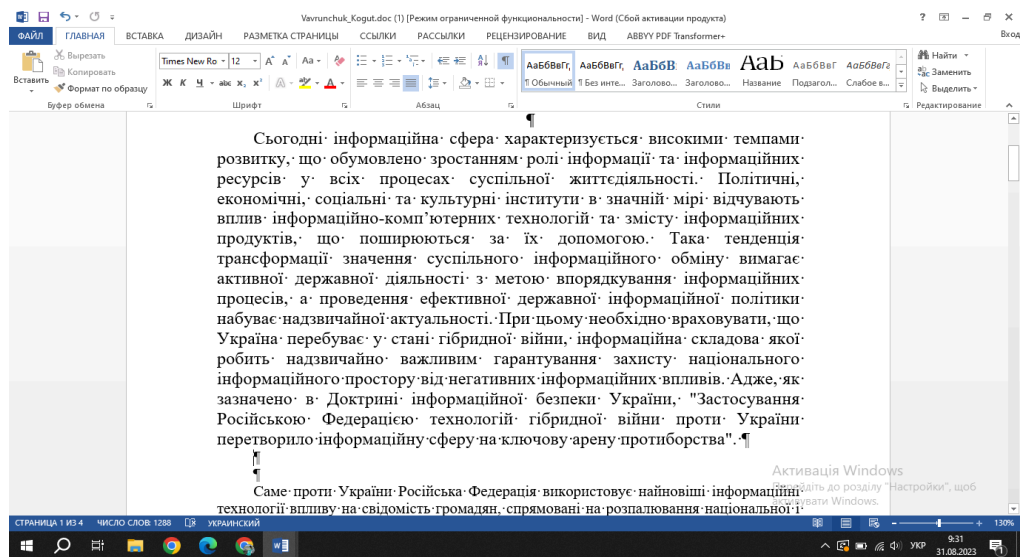 Vavrunchuk_Kogut.doc (1) [Режим ограниченной функциональности] - Word (Сбой активации продукта)
ФАЙЛ ГЛАВНАЯ ВСТАВКА ДИЗАЙН РАЗМЕТКА СТРАНИЦЫ ССЫЛКИ РАССЫЛКИ РЕЦЕНЗИРОВАНИЕ ВИД ABBYY PDF Transformer+ Вход
Вставить
Вырезать
Копировать
Формат по образцу
Буфер обмена
Times New Ro 12
Ж К Ч abc x₂ x²
Шрифт
Абзац
АаБбВвГг, АаБбВвГг, АаБбВ АаБбВв АаЬ АаБбВвГ АаБбВвГг
¶ Обычный ¶ Без инте... Заголово... Заголово... Название Подзагол... Слабое в...
Стили
Найти
Заменить
Выделить
Редактирование
¶
Сьогодні інформаційна сфера характеризується високими темпами
розвитку, що обумовлено зростанням ролі інформації та інформаційних
ресурсів у всіх процесах суспільної життєдіяльності. Політичні,
економічні, соціальні та культурні інститути в значній мірі відчувають
вплив інформаційно-комп’ютерних технологій та змісту інформаційних
продуктів, що поширюються за їх допомогою. Така тенденція
трансформації значення суспільного інформаційного обміну вимагає
активної державної діяльності з метою впорядкування інформаційних
процесів, а проведення ефективної державної інформаційної політики
набуває надзвичайної актуальності. При цьому необхідно враховувати, що
Україна перебуває у стані гібридної війни, інформаційна складова якої
робить надзвичайно важливим гарантування захисту національного
інформаційного простору від негативних інформаційних впливів. Адже, як
зазначено в Доктрині інформаційної безпеки України, "Застосування
Російською Федерацією технологій гібридної війни проти України
перетворило інформаційну сферу на ключову арену протиборства". ¶
¶
¶
Саме проти України Російська Федерація використовує найновіші інформаційні
технології впливу на свідомість громадян, спрямовані на розпалювання національної і
Активація Windows
Перейдіть до розділу "Настройки", щоб
активувати Windows.
СТРАНИЦА 1 ИЗ 4 ЧИСЛО СЛОВ: 1288 УКРАИНСКИЙ 130%
УКР
9:31
31.08.2023